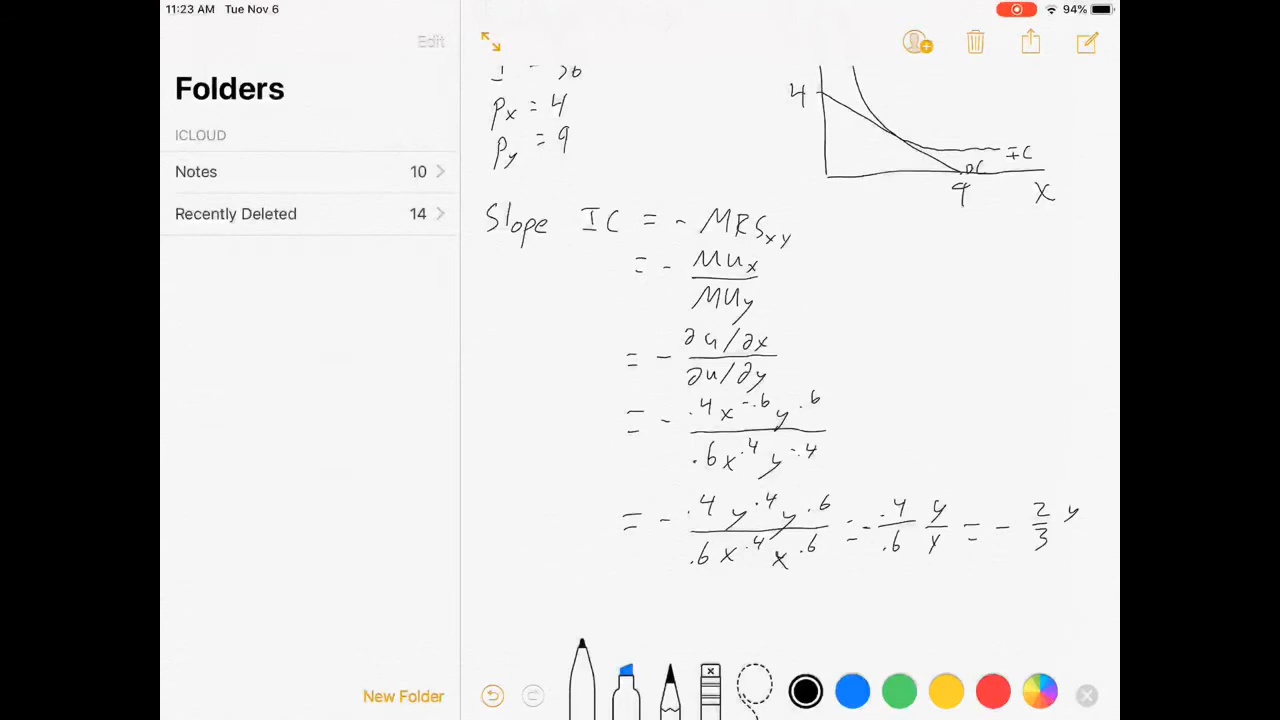 11:23 AM Tue Nov 6
94%
Edit
Folders
ICLOUD
Notes 10
Recently Deleted 14
New Folder
I = 36
Px = 4
Py = 9
4
IC
BC
9
X
Slope IC = - MRSxy
= - MUx / MUy
= - ∂u/∂x / ∂u/∂y
= - .4x^-.6 y^.6 / .6x^.4 y^-.4
= - .4 y^.4 y^.6 / .6 x^.4 x^.6 = - .4/.6 y/x = - 2/3 y